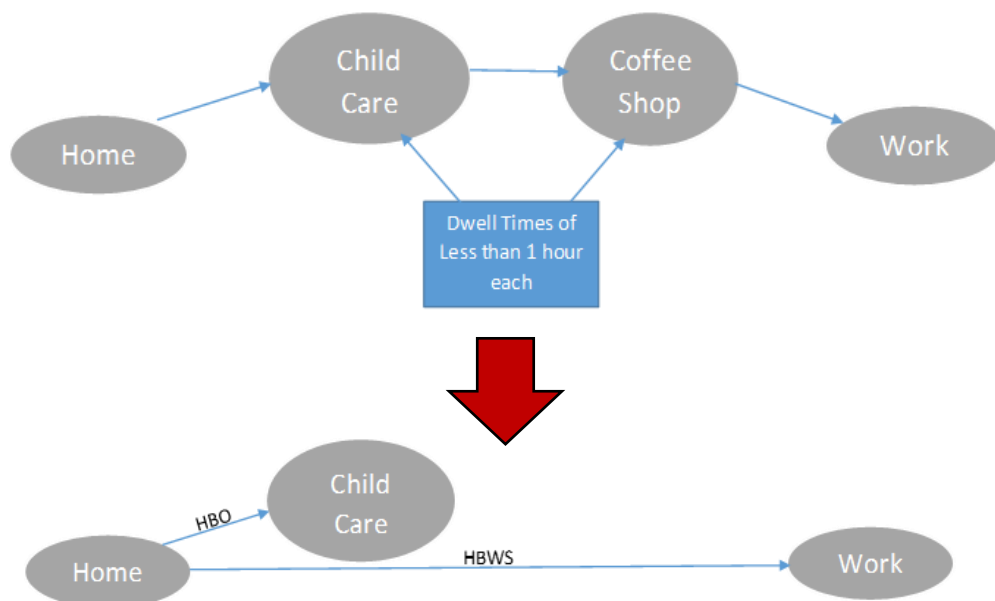 Child
Care
Coffee
Shop
Home
Work
Dwell Times of
Less than 1 hour
each
Child
Care
HBO
Home
HBWS
Work